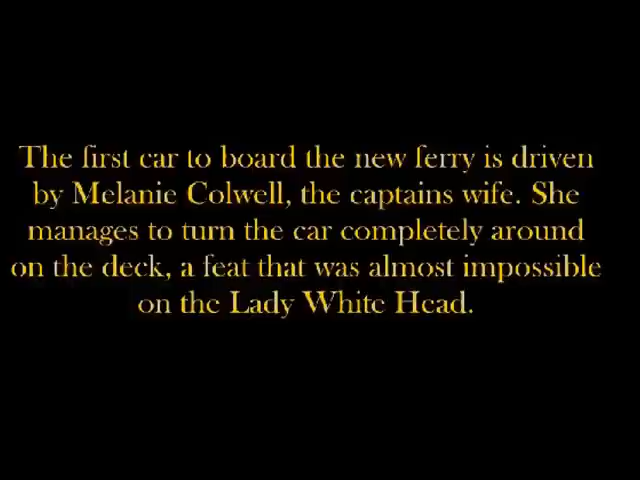 The first car to board the new ferry is driven
by Melanie Colwell, the captains wife. She
manages to turn the car completely around
on the deck, a feat that was almost impossible
on the Lady White Head.